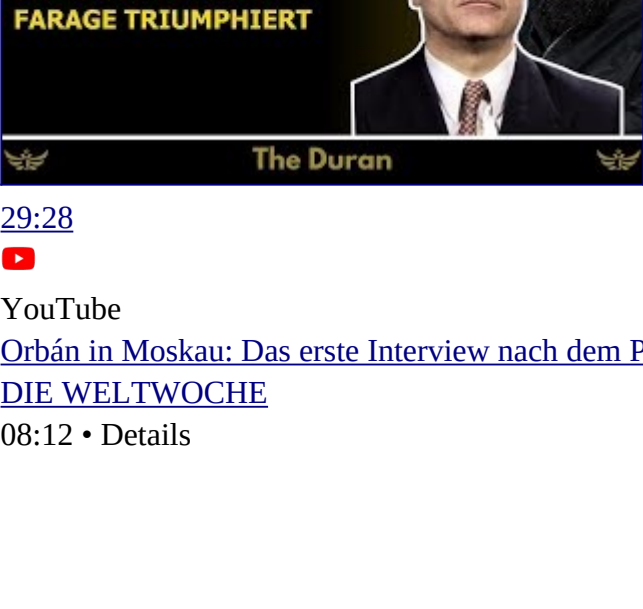 FARAGE TRIUMPHIERT
The Duran
29:28
YouTube
Orbán in Moskau: Das erste Interview nach dem P
DIE WELTWOCHE
08:12 • Details